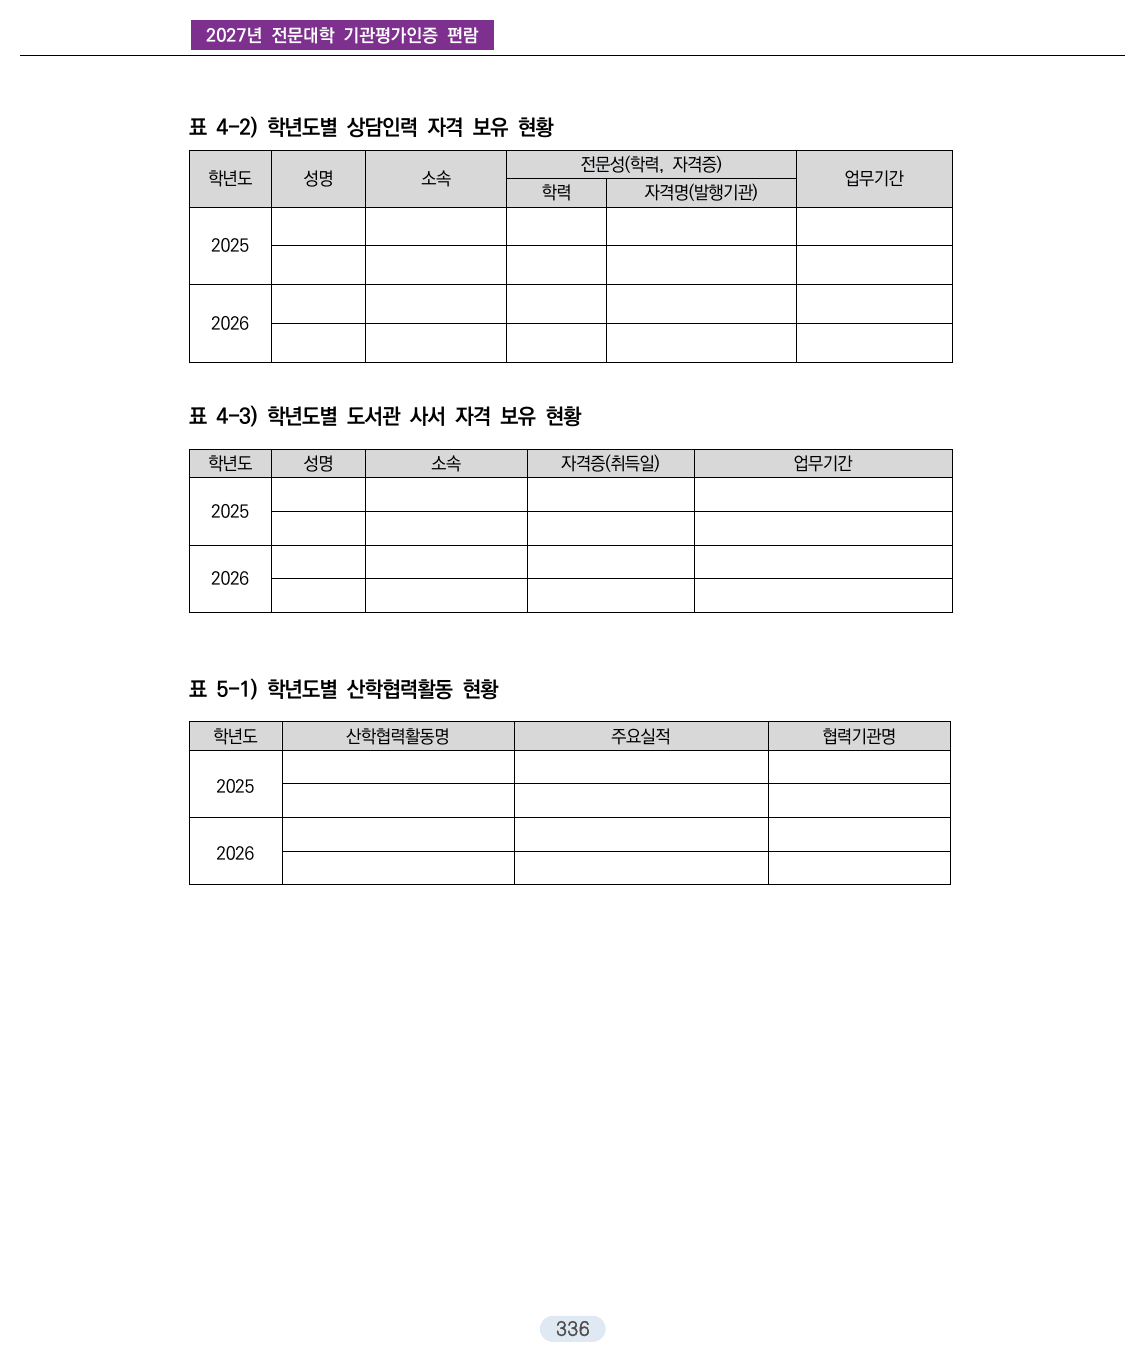 2027년 전문대학 기관평가인증 편람
표 4-2) 학년도별 상담인력 자격 보유 현황
학년도 성명 소속 전문성(학력, 자격증) 업무기간
학력 자격명(발행기관)
2025
2026
표 4-3) 학년도별 도서관 사서 자격 보유 현황
학년도 성명 소속 자격증(취득일) 업무기간
2025
2026
표 5-1) 학년도별 산학협력활동 현황
학년도 산학협력활동명 주요실적 협력기관명
2025
2026
336